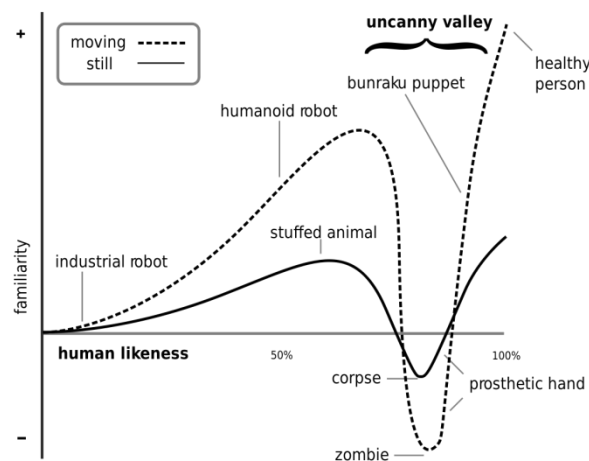 +
uncanny valley
moving
still
healthy
person
bunraku puppet
humanoid robot
stuffed animal
industrial robot
familiarity
human likeness
50%
100%
corpse
prosthetic hand
–
zombie